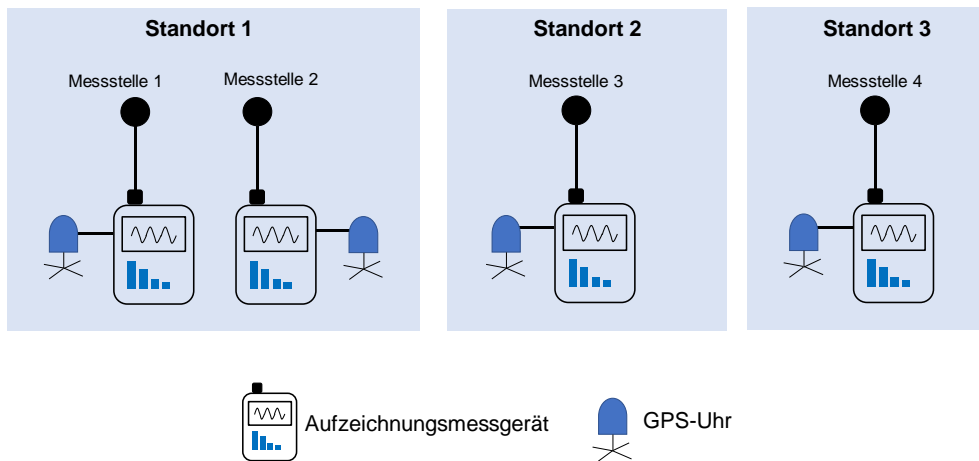 Standort 1
Standort 2
Standort 3
Messstelle 1
Messstelle 2
Messstelle 3
Messstelle 4
Aufzeichnungsmessgerät
GPS-Uhr